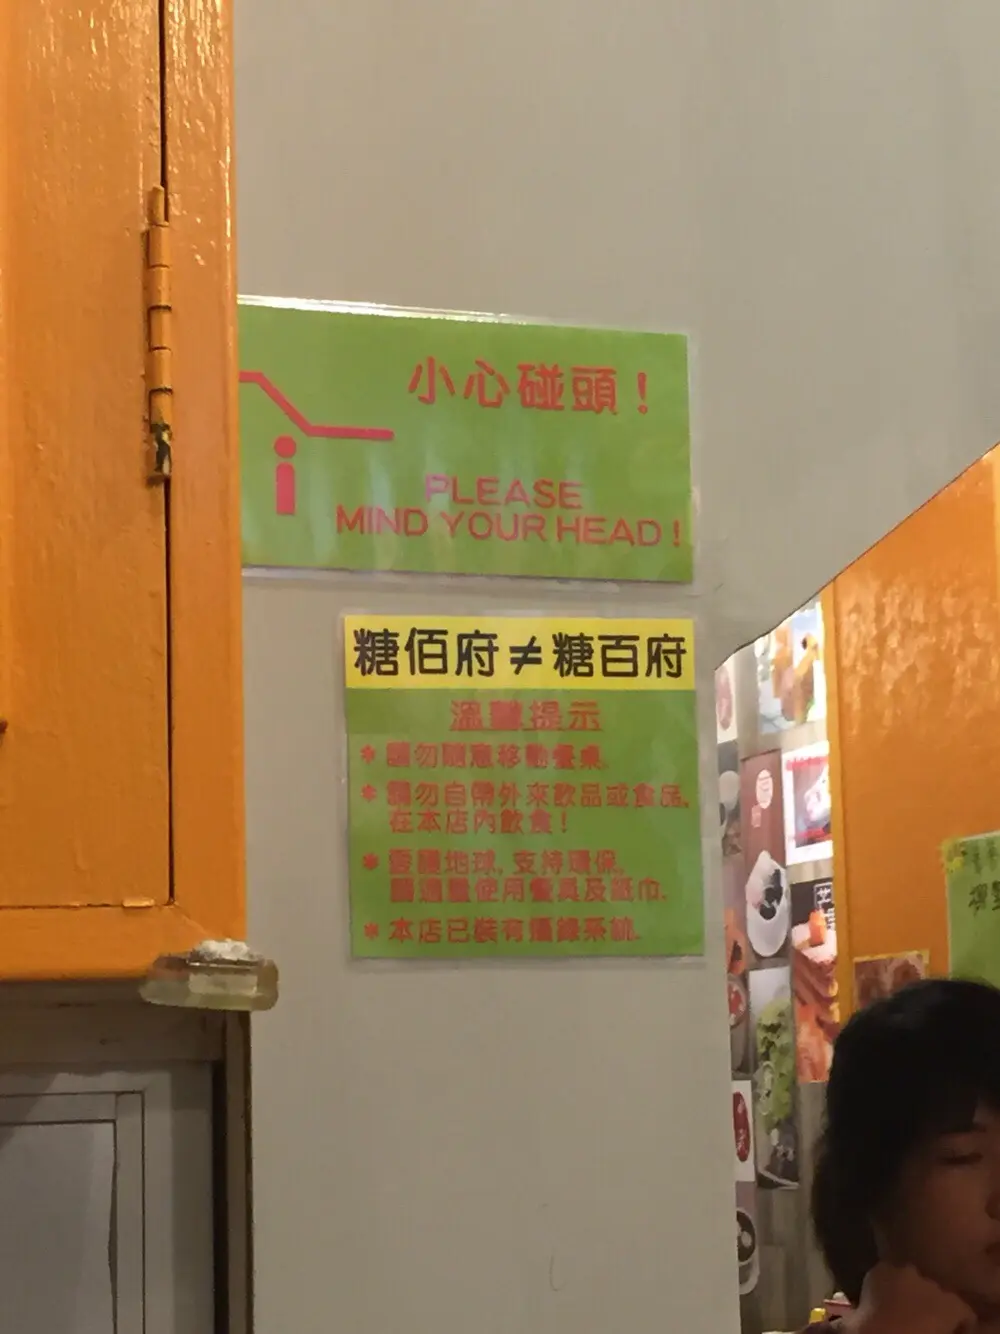 小心碰頭！
PLEASE
MIND YOUR HEAD！
糖佰府≠糖百府
溫馨提示
* 請勿隨意移動餐桌.
* 請勿自帶外來飲品或食品,
在本店內飲食！
* 愛護地球, 支持環保,
請適量使用餐具及紙巾.
* 本店已裝有攝錄系統.